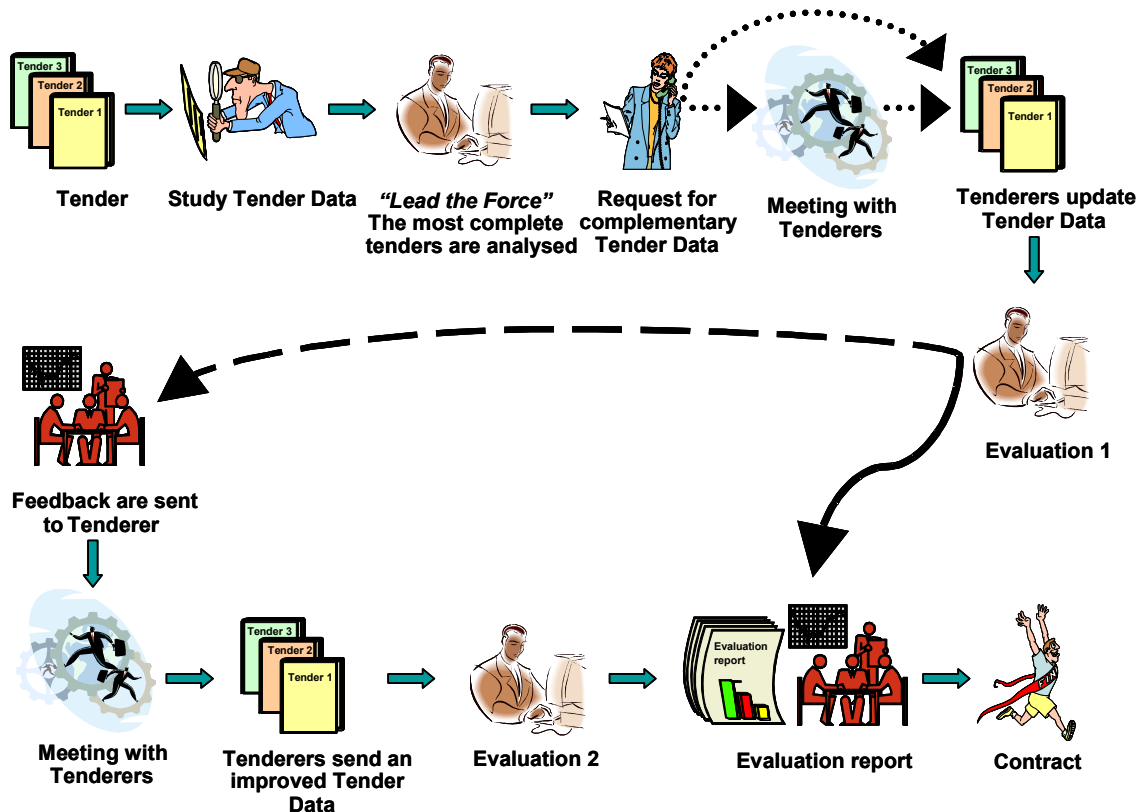 Tender 3
Tender 2
Tender 1
Tender
Study Tender Data
“Lead the Force”
The most complete
tenders are analysed
Request for
complementary
Tender Data
Meeting with
Tenderers
Tender 3
Tender 2
Tender 1
Tenderers update
Tender Data
Evaluation 1
Feedback are sent
to Tenderer
Meeting with
Tenderers
Tender 3
Tender 2
Tender 1
Tenderers send an
improved Tender
Data
Evaluation 2
Evaluation
report
Evaluation report
Contract